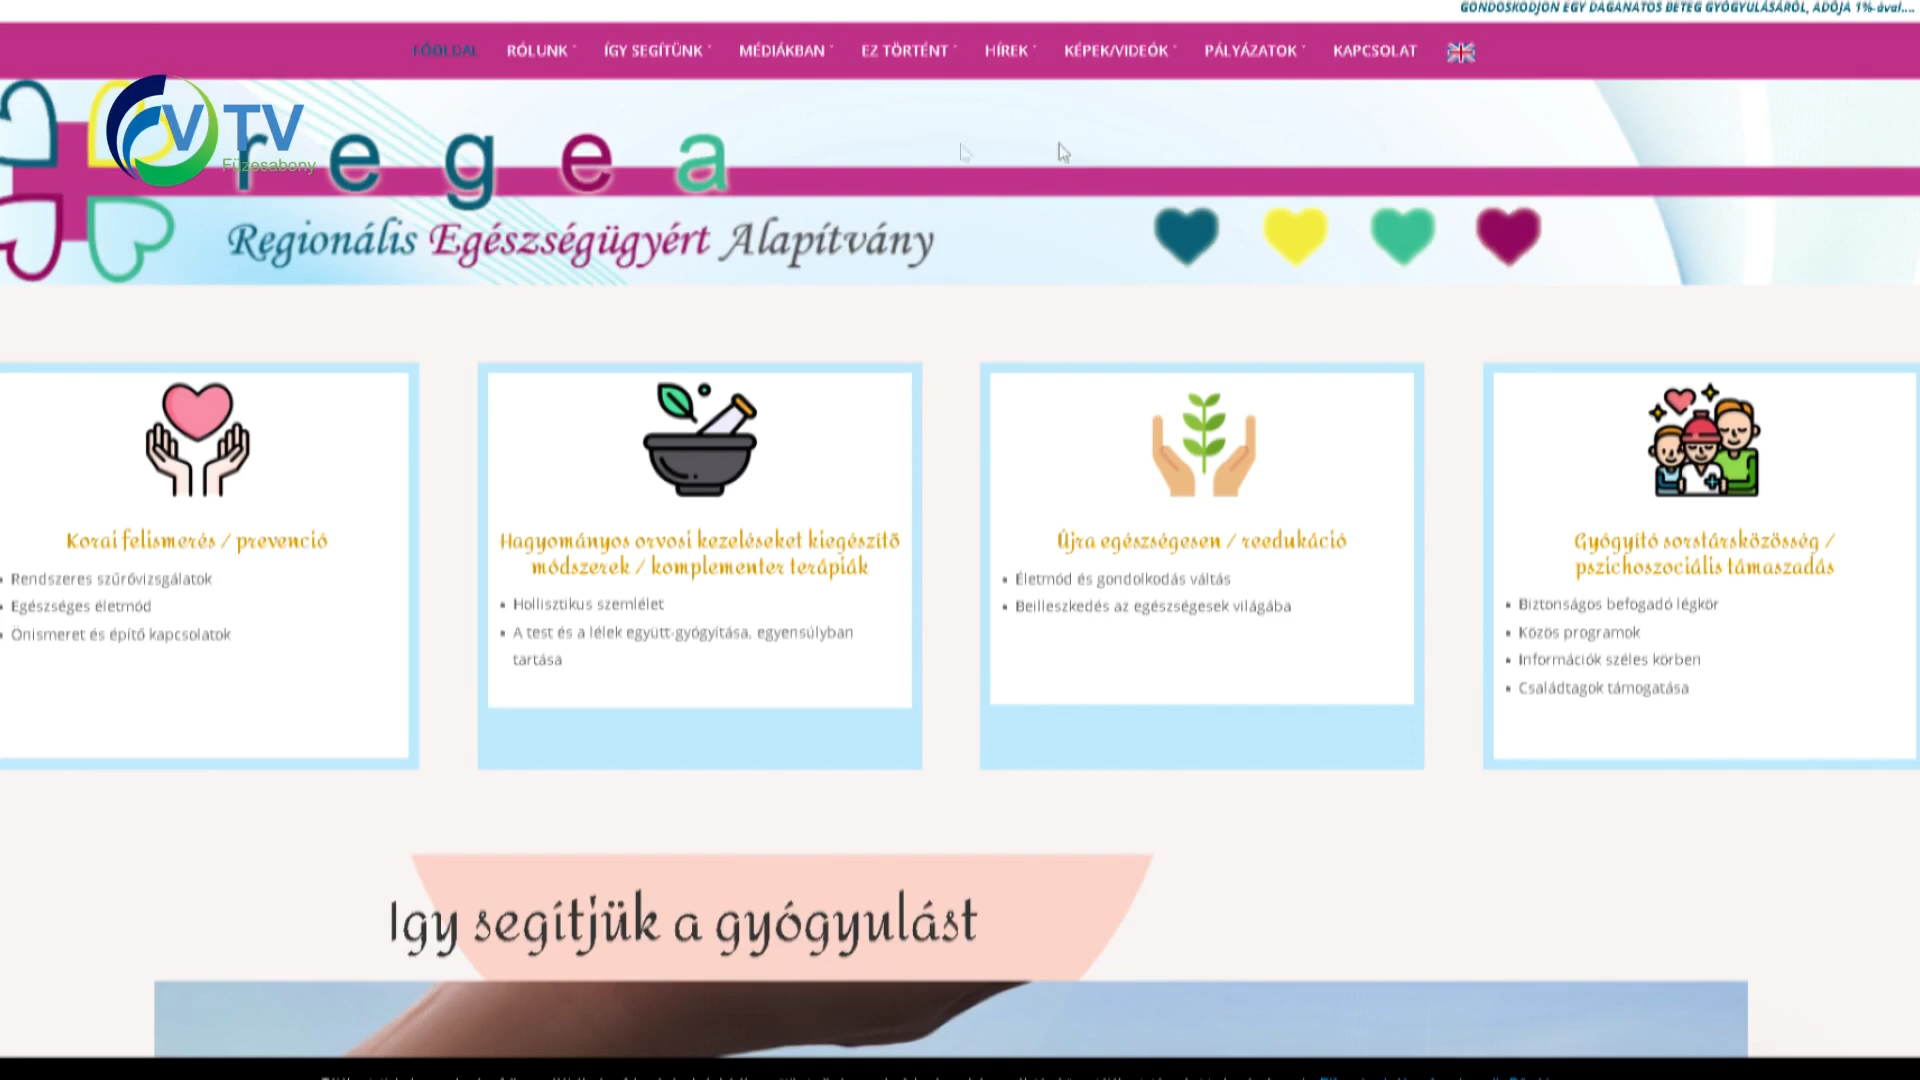 GONDOSKODJON EGY DAGANATOS BETEG GYÓGYULÁSÁRÓL, ADÓJA 1%-ával....
FŐOLDAL RÓLUNK ÍGY SEGÍTÜNK MÉDIÁKBAN EZ TÖRTÉNT HÍREK KÉPEK/VIDEÓK PÁLYÁZATOK KAPCSOLAT
V TV
Füzesabony
regea
Regionális Egészségügyért Alapítvány
Korai felismerés / prevenció
Rendszeres szűrővizsgálatok
Egészséges életmód
Önismeret és építő kapcsolatok
Hagyományos orvosi kezeléseket kiegészítő
módszerek / komplementer terápiák
Hollisztikus szemlélet
A test és a lélek együtt-gyógyítása, egyensúlyban
tartása
Újra egészségesen / reedukáció
Életmód és gondolkodás váltás
Beilleszkedés az egészségesek világába
Gyógyító sorstársközösség /
pszichoszociális támaszadás
Biztonságos befogadó légkör
Közös programok
Információk széles körben
Családtagok támogatása
Igy segítjük a gyógyulást